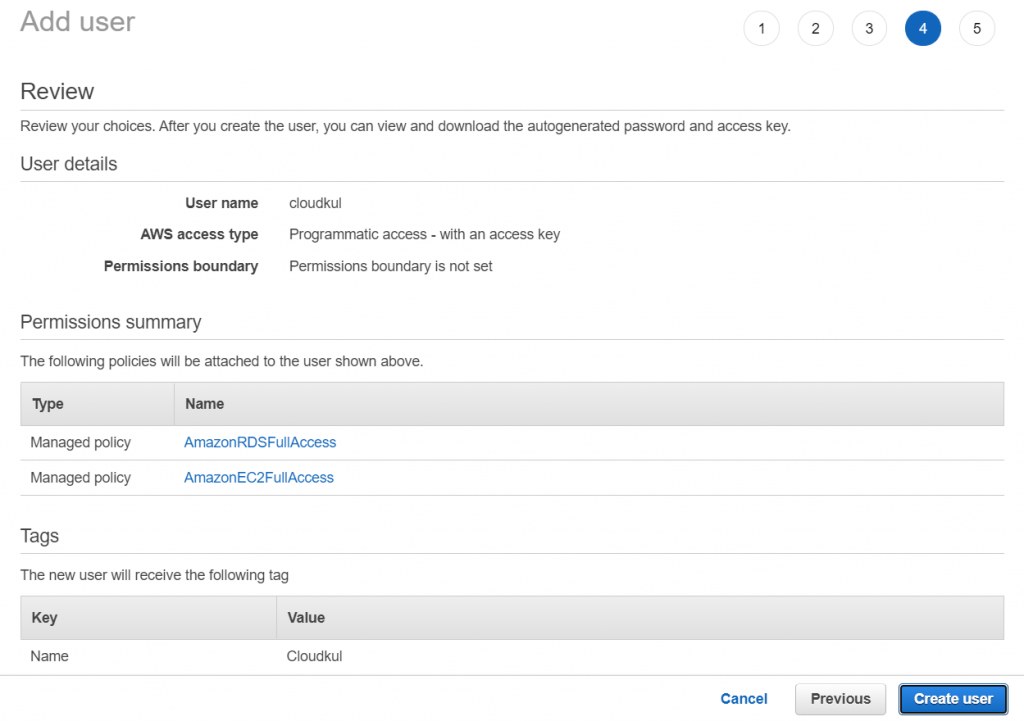 Add user
1 2 3 4 5
Review
Review your choices. After you create the user, you can view and download the autogenerated password and access key.
User details
User name cloudkul
AWS access type Programmatic access - with an access key
Permissions boundary Permissions boundary is not set
Permissions summary
The following policies will be attached to the user shown above.
Type Name
Managed policy AmazonRDSFullAccess
Managed policy AmazonEC2FullAccess
Tags
The new user will receive the following tag
Key Value
Name Cloudkul
Cancel Previous Create user